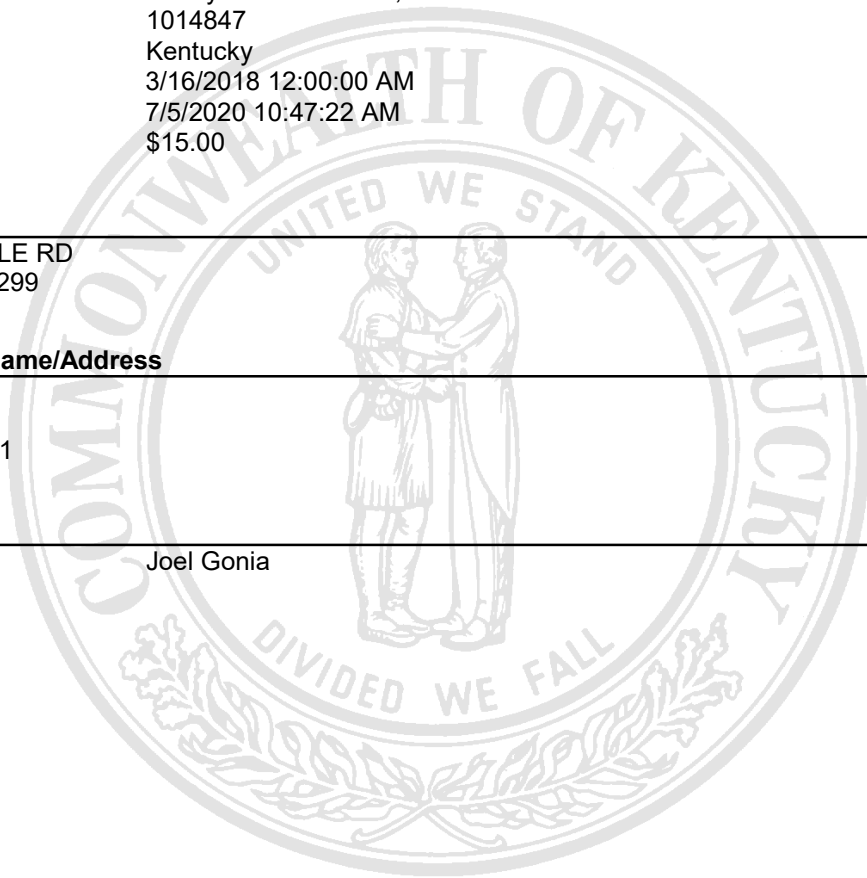 1014847
Kentucky
3/16/2018 12:00:00 AM
7/5/2020 10:47:22 AM
$15.00
COMMONWEALTH OF KENTUCKY
UNITED WE STAND
LE RD
299
ame/Address
1
Joel Gonia
DIVIDED WE FALL